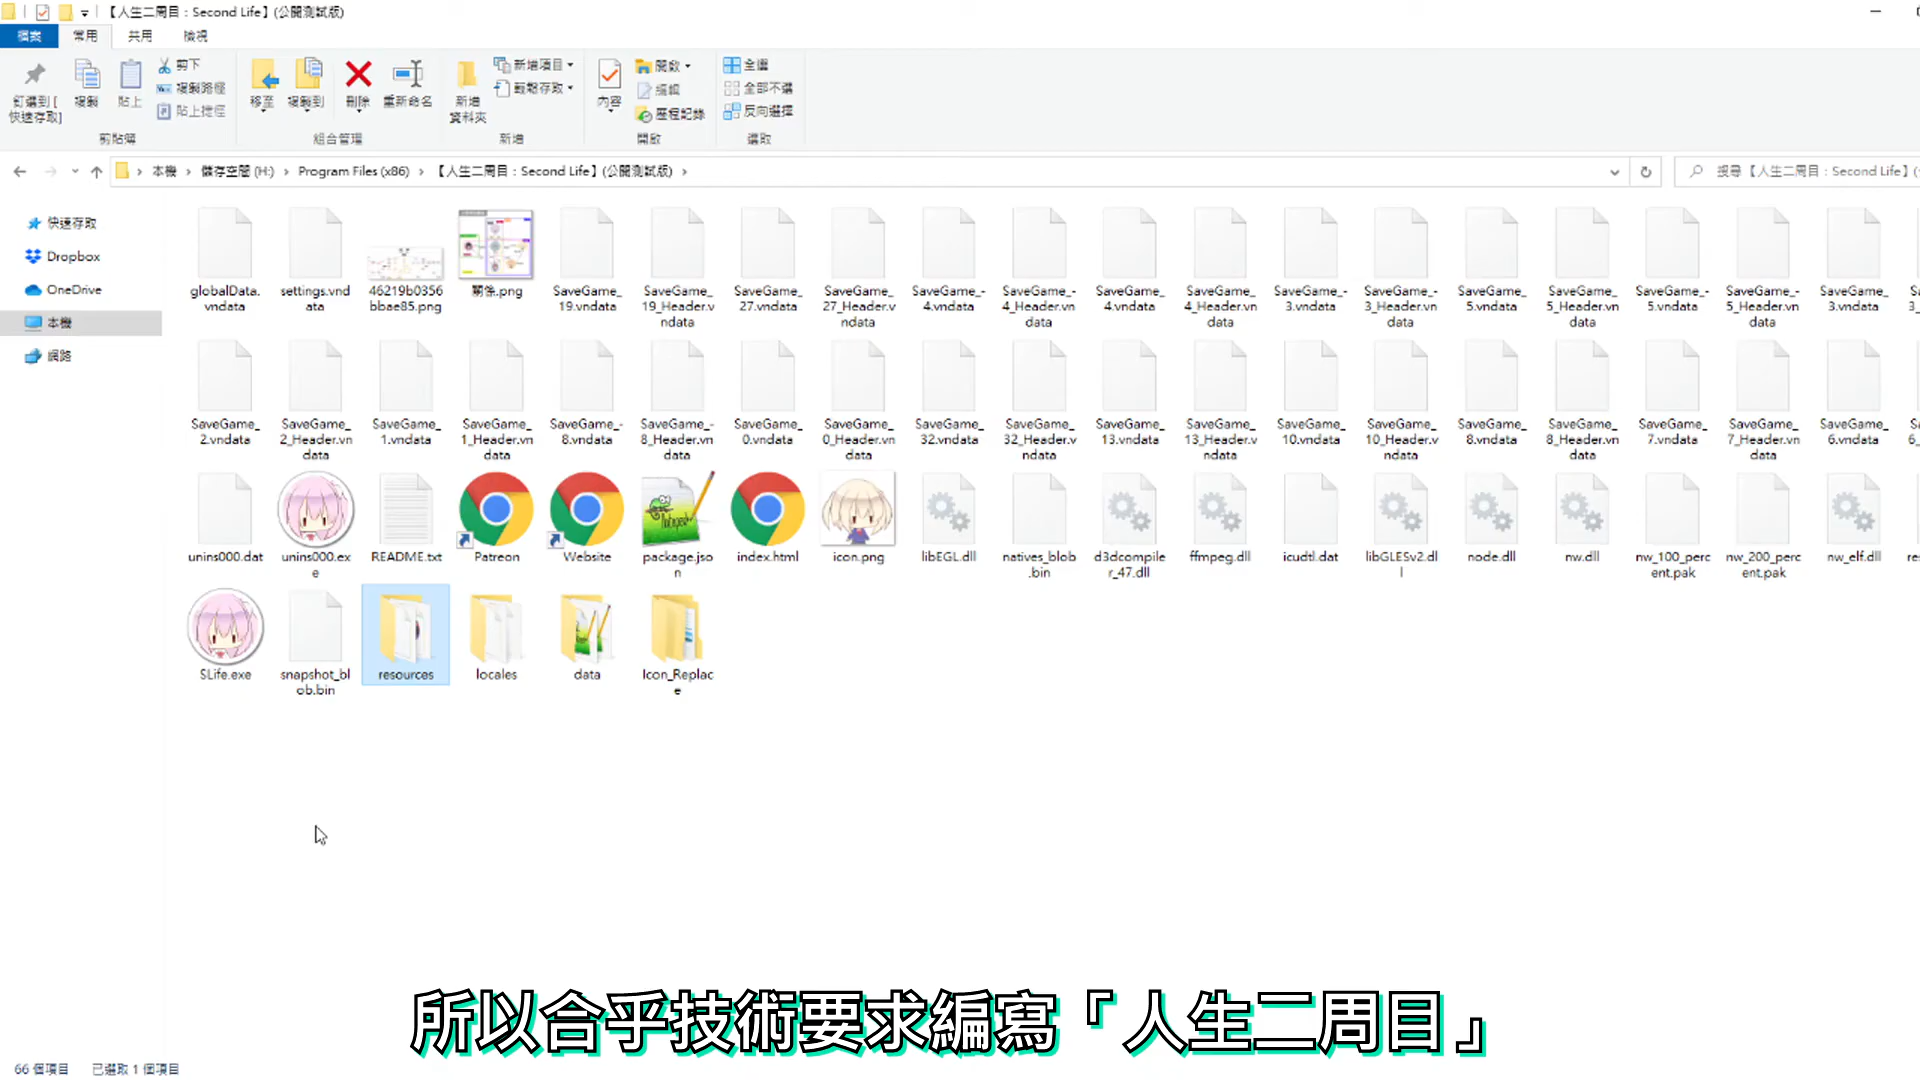 【人生二周目：Second Life】(公開測試版)
檔案 常用 共用 檢視
釘選到 [快速存取]
複製
貼上
剪下
複製路徑
貼上捷徑
剪貼簿
移至
複製到
刪除
重新命名
組合管理
新增資料夾
新增項目
輕鬆存取
新增
內容
開啟
編輯
歷程記錄
開啟
全選
全部不選
反向選擇
選取
本機 › 儲存空間 (H:) › Program Files (x86) › 【人生二周目：Second Life】(公開測試版) ›
搜尋【人生二周目：Second Life】(
快速存取
Dropbox
OneDrive
本機
網路
globalData.vndata
settings.vndata
46219b0356bbae85.png
關係.png
SaveGame_19.vndata
SaveGame_19_Header.vndata
SaveGame_27.vndata
SaveGame_27_Header.vndata
SaveGame_-4.vndata
SaveGame_-4_Header.vndata
SaveGame_4.vndata
SaveGame_4_Header.vndata
SaveGame_-3.vndata
SaveGame_-3_Header.vndata
SaveGame_5.vndata
SaveGame_5_Header.vndata
SaveGame_-5.vndata
SaveGame_-5_Header.vndata
SaveGame_3.vndata
SaveGame_2.vndata
SaveGame_2_Header.vndata
SaveGame_1.vndata
SaveGame_1_Header.vndata
SaveGame_-8.vndata
SaveGame_-8_Header.vndata
SaveGame_0.vndata
SaveGame_0_Header.vndata
SaveGame_32.vndata
SaveGame_32_Header.vndata
SaveGame_13.vndata
SaveGame_13_Header.vndata
SaveGame_10.vndata
SaveGame_10_Header.vndata
SaveGame_8.vndata
SaveGame_8_Header.vndata
SaveGame_7.vndata
SaveGame_7_Header.vndata
SaveGame_6.vndata
unins000.dat
unins000.exe
README.txt
Patreon
Website
package.json
index.html
icon.png
libEGL.dll
natives_blob.bin
d3dcompiler_47.dll
ffmpeg.dll
icudtl.dat
libGLESv2.dll
node.dll
nw.dll
nw_100_percent.pak
nw_200_percent.pak
nw_elf.dll
SLife.exe
snapshot_blob.bin
resources
locales
data
Icon_Replace
所以合乎技術要求編寫「人生二周目」
66 個項目 已選取 1 個項目